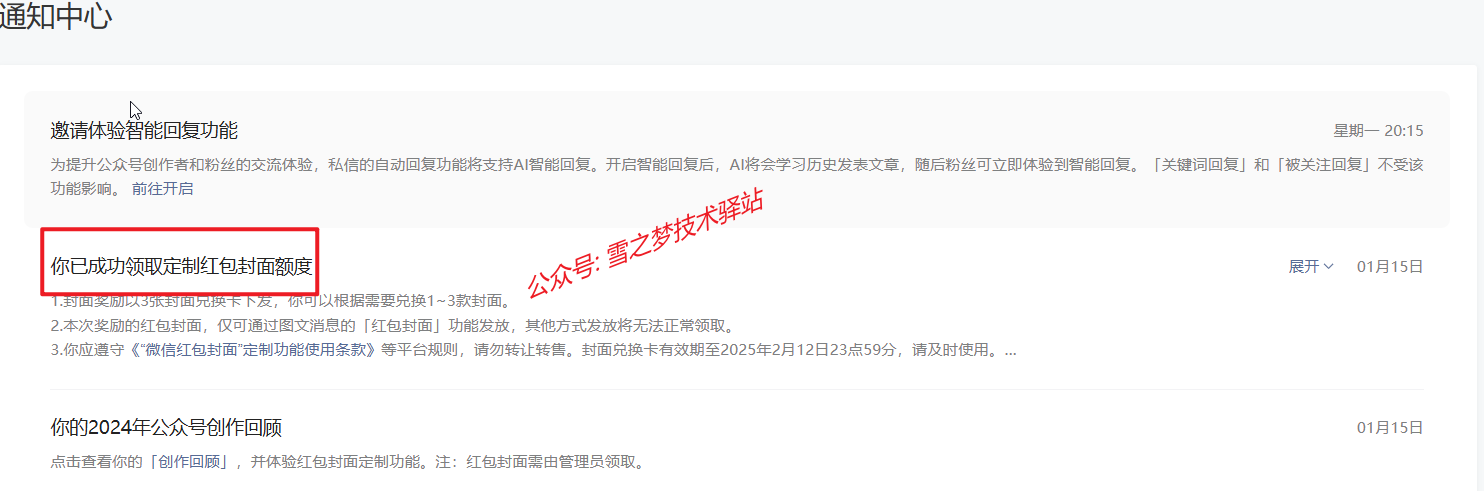 通知中心
邀请体验智能回复功能
星期一 20:15
为提升公众号创作者和粉丝的交流体验，私信的自动回复功能将支持AI智能回复。开启智能回复后，AI将会学习历史发表文章，随后粉丝可立即体验到智能回复。「关键词回复」和「被关注回复」不受该
功能影响。 前往开启
公众号: 雪之梦技术驿站
你已成功领取定制红包封面额度
展开 01月15日
1.封面奖励以3张封面兑换卡下发，你可以根据需要兑换1~3款封面。
2.本次奖励的红包封面，仅可通过图文消息的「红包封面」功能发放，其他方式发放将无法正常领取。
3.你应遵守《“微信红包封面”定制功能使用条款》等平台规则，请勿转让转售。封面兑换卡有效期至2025年2月12日23点59分，请及时使用。...
你的2024年公众号创作回顾
01月15日
点击查看你的「创作回顾」，并体验红包封面定制功能。注：红包封面需由管理员领取。